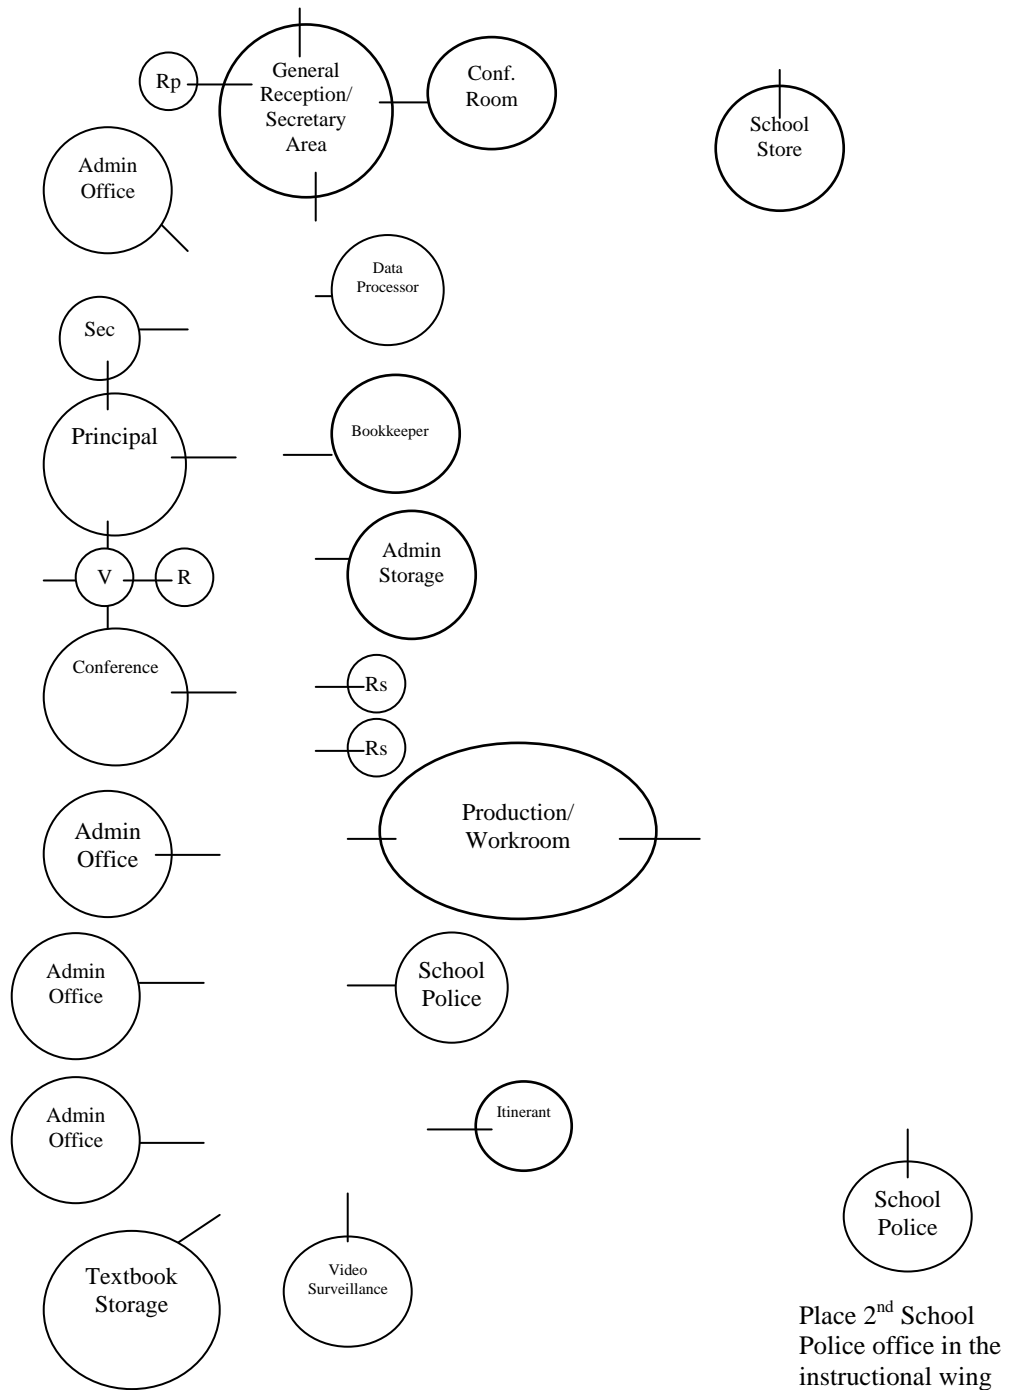 General
Reception/
Secretary
Area
Rp
Conf.
Room
School
Store
Admin
Office
Data
Processor
Sec
Principal
Bookkeeper
V
R
Admin
Storage
Conference
Rs
Rs
Production/
Workroom
Admin
Office
Admin
Office
School
Police
Admin
Office
Itinerant
School
Police
Textbook
Storage
Video
Surveillance
Place 2nd School
Police office in the
instructional wing